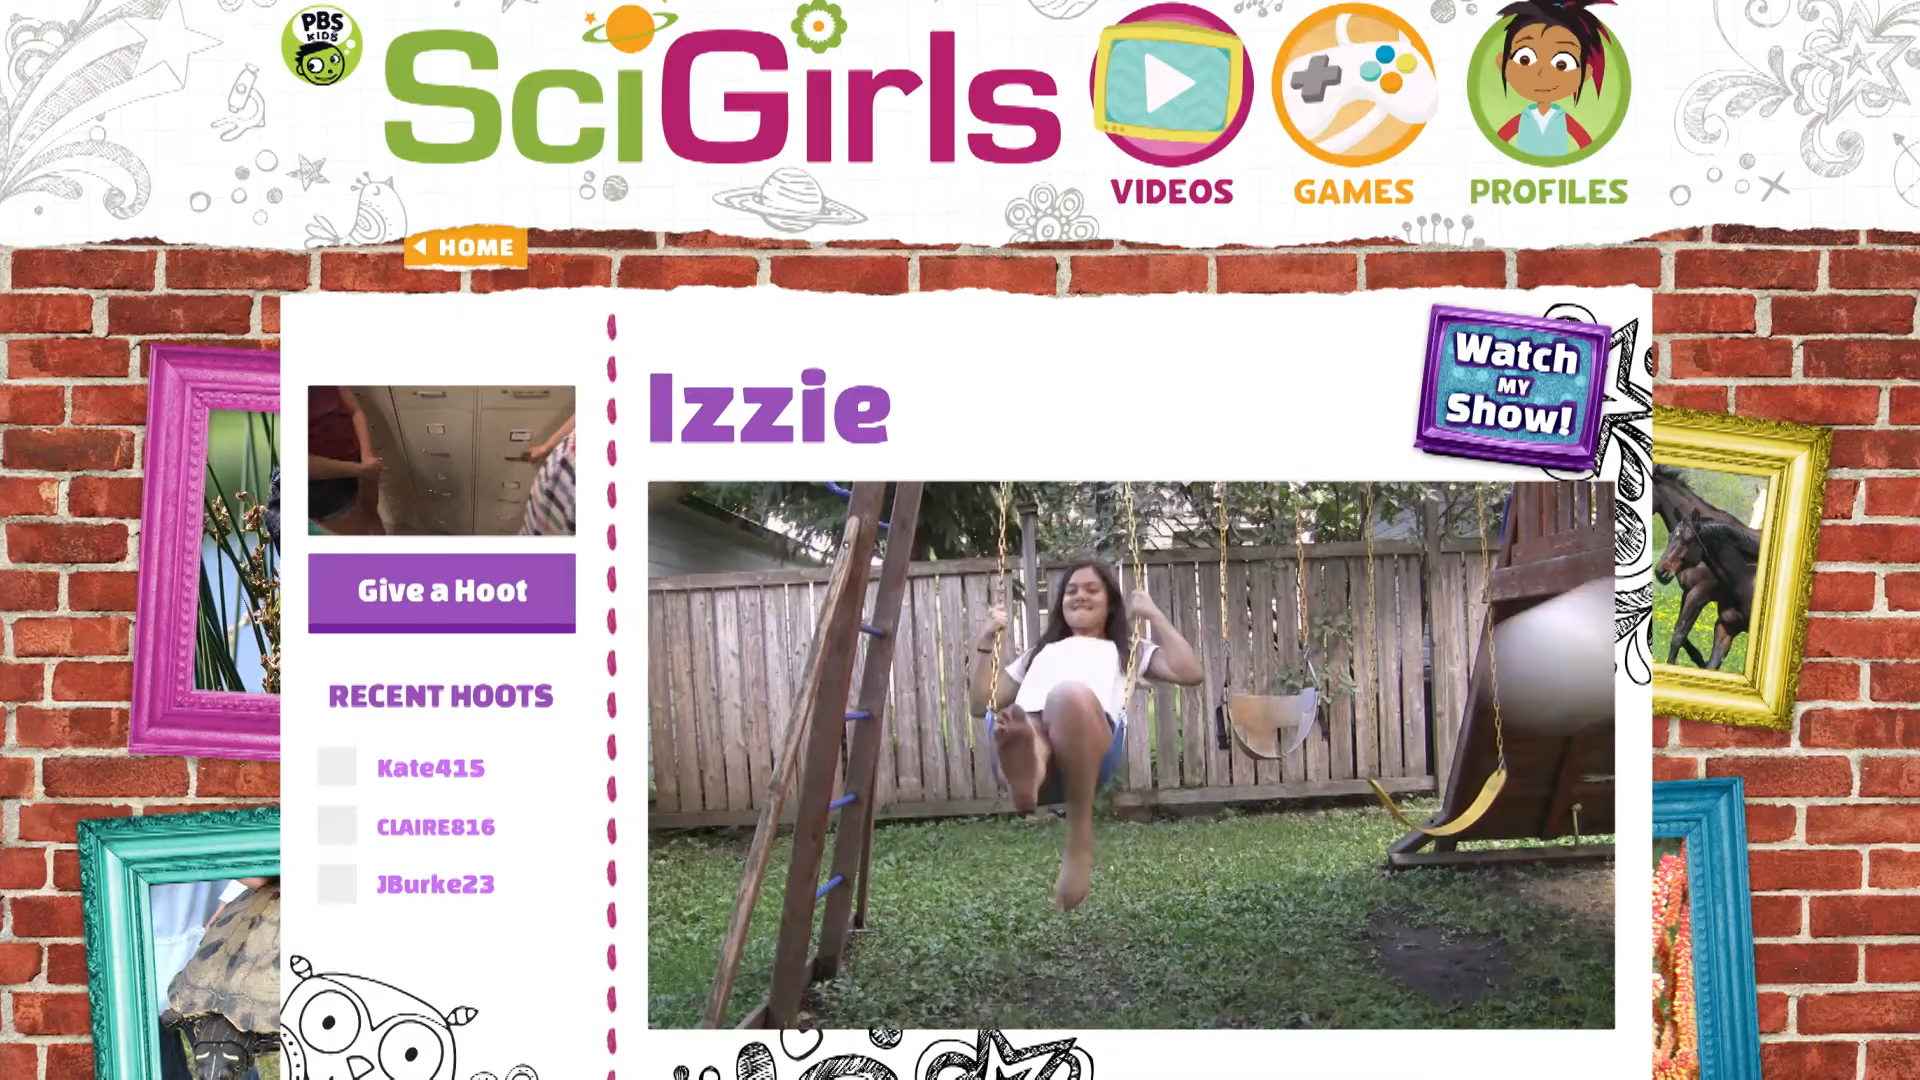 PBS
KIDS
SciGirls
VIDEOS
GAMES
PROFILES
HOME
Izzie
Watch
MY
Show!
Give a Hoot
RECENT HOOTS
Kate415
CLAIRE816
JBurke23